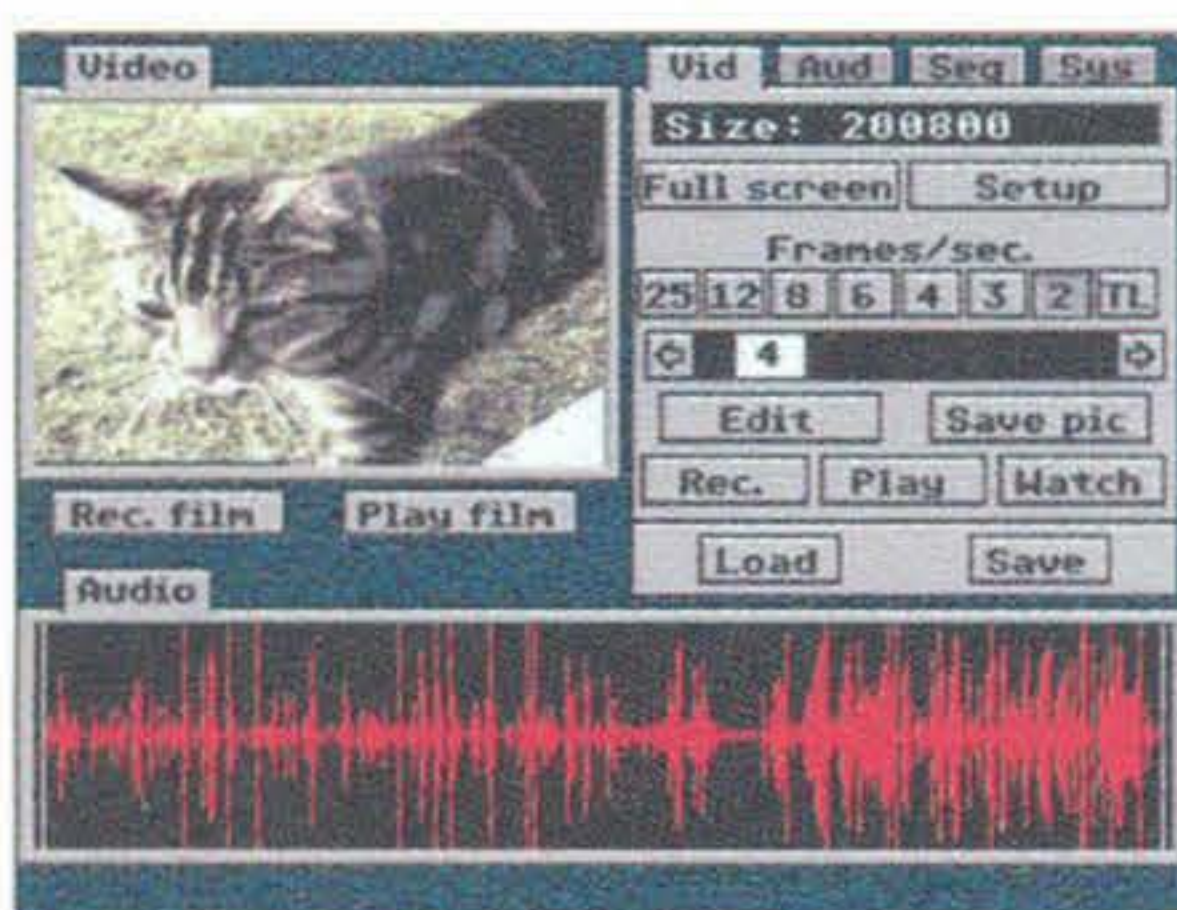 Video
Vid Aud Seq Sys
Size: 200800
Full screen Setup
Frames/sec.
25 12 8 6 4 3 2 TL
4
Edit Save pic
Rec. Play Watch
Rec. film Play film
Load Save
Audio